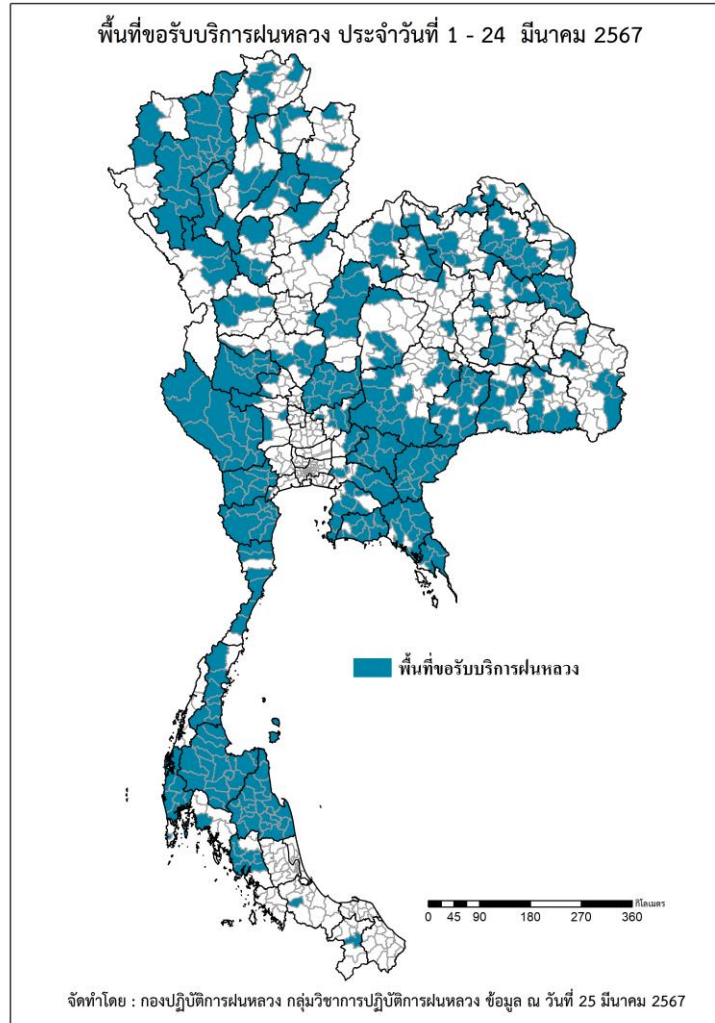 พื้นที่ขอรับบริการฝนหลวง ประจำวันที่ 1 - 24 มีนาคม 2567
พื้นที่ขอรับบริการฝนหลวง
กิโลเมตร
0 45 90 180 270 360
จัดทำโดย : กองปฏิบัติการฝนหลวง กลุ่มวิชาการปฏิบัติการฝนหลวง ข้อมูล ณ วันที่ 25 มีนาคม 2567